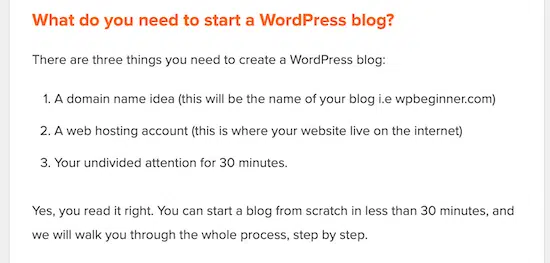 What do you need to start a WordPress blog?
There are three things you need to create a WordPress blog:
1. A domain name idea (this will be the name of your blog i.e wpbeginner.com)
2. A web hosting account (this is where your website live on the internet)
3. Your undivided attention for 30 minutes.
Yes, you read it right. You can start a blog from scratch in less than 30 minutes, and
we will walk you through the whole process, step by step.